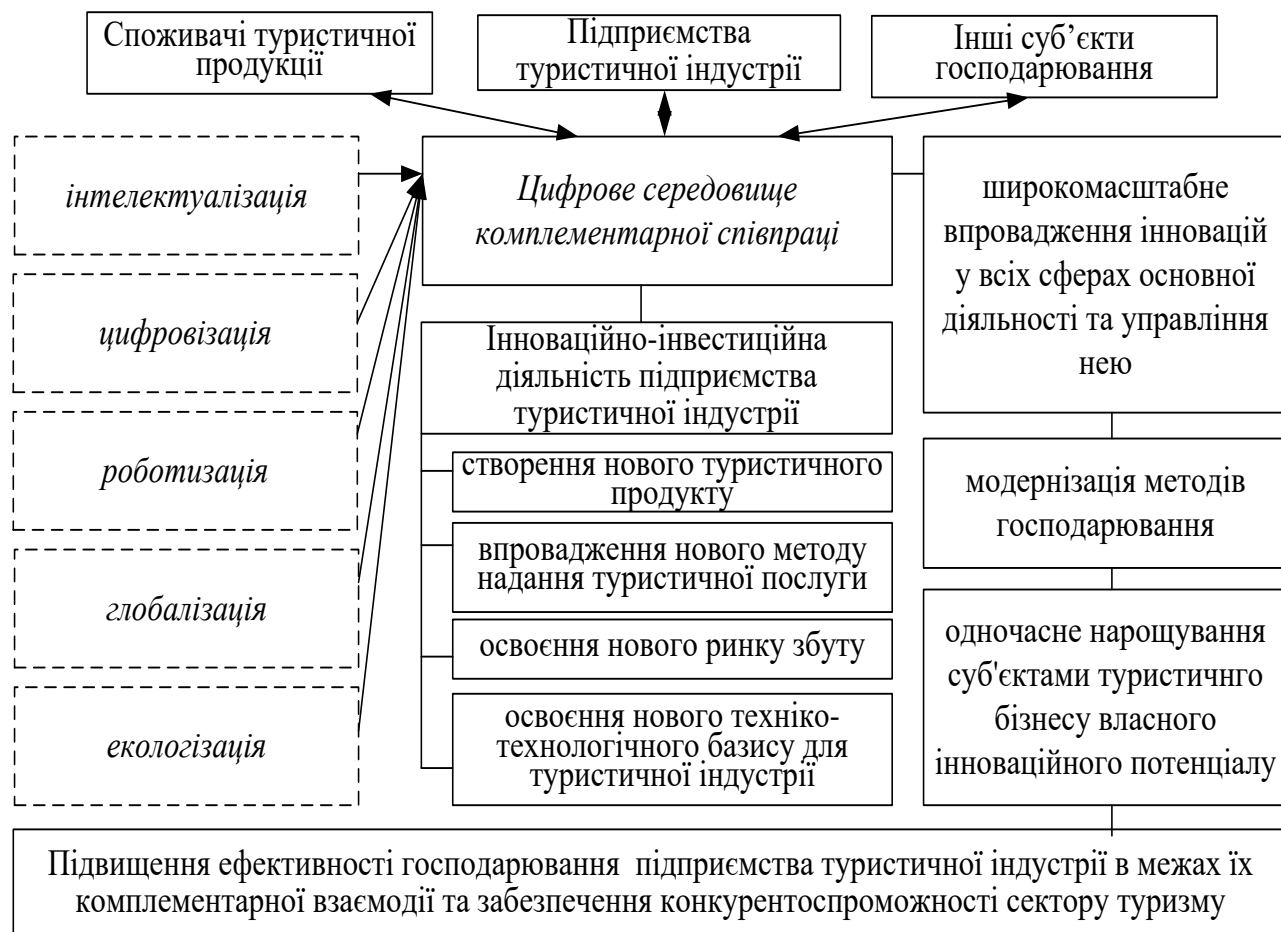 Споживачі туристичної
продукції
Підприємства
туристичної індустрії
Інші суб’єкти
господарювання
інтелектуалізація
цифровізація
роботизація
глобалізація
екологізація
Цифрове середовище
комплементарної співпраці
Інноваційно-інвестиційна
діяльність підприємства
туристичної індустрії
створення нового туристичного
продукту
впровадження нового методу
надання туристичної послуги
освоєння нового ринку збуту
освоєння нового техніко-
технологічного базису для
туристичної індустрії
широкомасштабне
впровадження інновацій
у всіх сферах основної
діяльності та управління
нею
модернізація методів
господарювання
одночасне нарощування
суб'єктами туристичнго
бізнесу власного
інноваційного потенціалу
Підвищення ефективності господарювання підприємства туристичної індустрії в межах їх
комплементарної взаємодії та забезпечення конкурентоспроможності сектору туризму